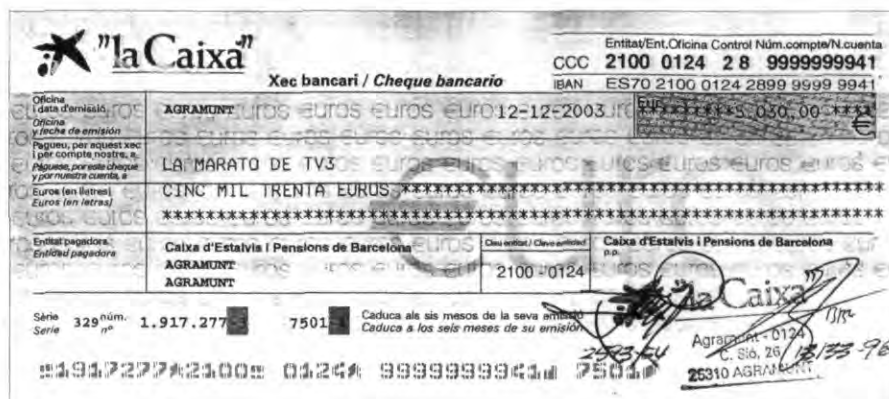 "la Caixa"
Xec bancari / Cheque bancario
Entitat/Ent. Oficina Control Núm.compte/N.cuenta
CCC 2100 0124 28 9999999941
IBAN ES70 2100 0124 2899 9999 9941
Oficina
i data d'emissió
Oficina
y fecha de emisión
AGRAMUNT
12-12-2003
EUR
********5.030,00 ****
€
Pagueu, per aquest xec
i per compte nostre, a
Páguese, por este cheque
y por nuestra cuenta, a
LA MARATO DE TV3
Euros (en lletres)
Euros (en letras)
CINC MIL TRENTA EUROS
Entitat pagadora
Entidad pagadora
Caixa d'Estalvis i Pensions de Barcelona
AGRAMUNT
AGRAMUNT
Clau entitat / Clave entidad
2100-0124
Caixa d'Estalvis i Pensions de Barcelona
p.p.
"la Caixa"
Sèrie
Serie
329
núm.
nº
1.917.277-3
7501-1
Caduca als sis mesos de la seva emissió
Caduca a los seis meses de su emisión
Agramunt - 0124
C. Sió, 26
25310 AGRAMUNT